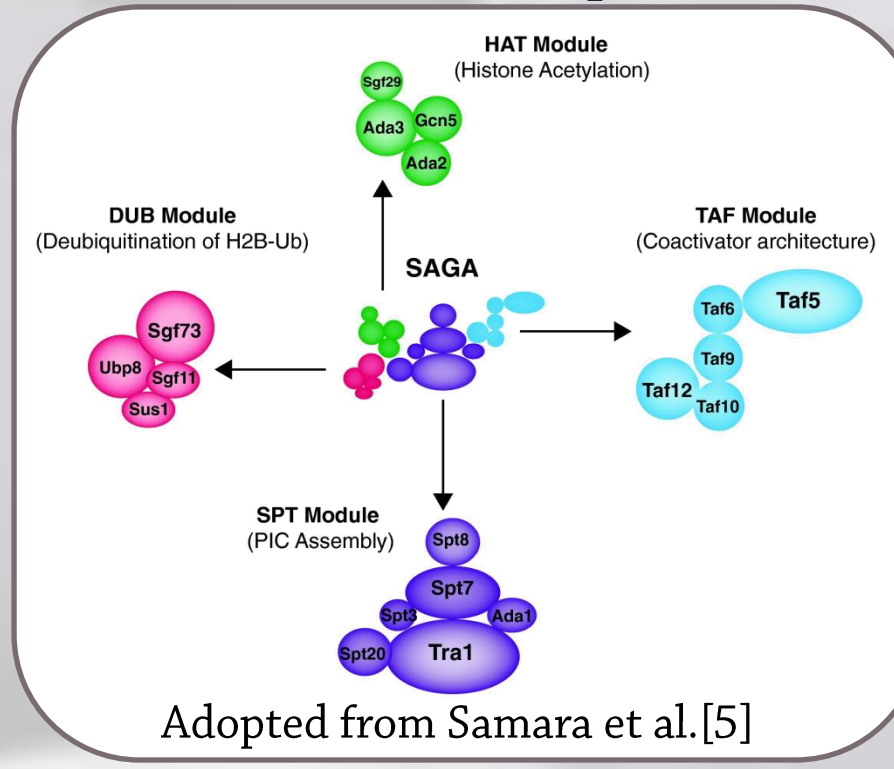 HAT Module
(Histone Acetylation)
Sgf29
Ada3
Gcn5
Ada2
DUB Module
(Deubiquitination of H2B-Ub)
TAF Module
(Coactivator architecture)
SAGA
Sgf73
Ubp8
Sgf11
Sus1
Taf6
Taf5
Taf9
Taf12
Taf10
SPT Module
(PIC Assembly)
Spt8
Spt7
Spt3
Ada1
Spt20
Tra1
Adopted from Samara et al.[5]